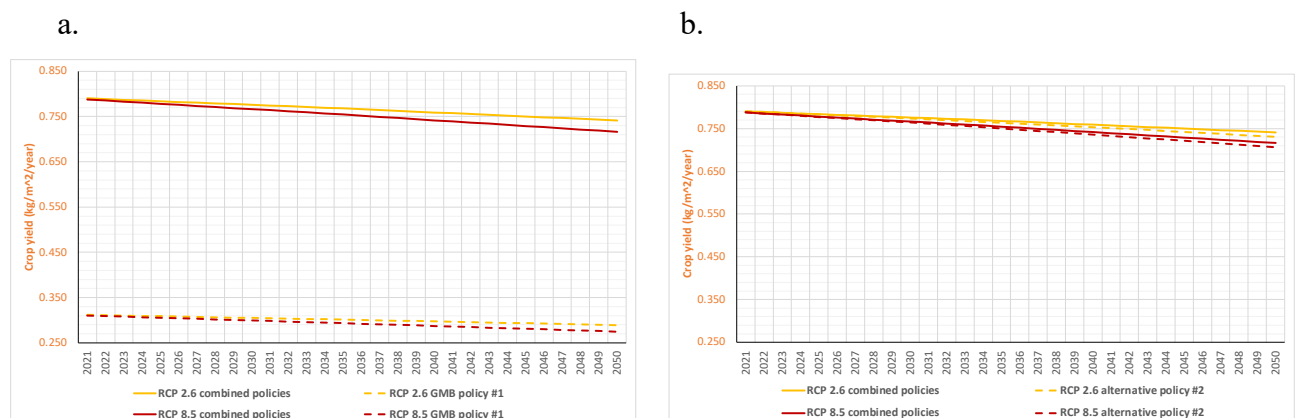 a.
0.850
0.750
0.650
0.550
0.450
0.350
0.250
Crop yield (kg/m^2/year)
2021 2022 2023 2024 2025 2026 2027 2028 2029 2030 2031 2032 2033 2034 2035 2036 2037 2038 2039 2040 2041 2042 2043 2044 2045 2046 2047 2048 2049 2050
RCP 2.6 combined policies RCP 2.6 GMB policy #1
RCP 8.5 combined policies RCP 8.5 GMB policy #1
b.
0.850
0.750
0.650
0.550
0.450
0.350
0.250
Crop yield (kg/m^2/year)
2021 2022 2023 2024 2025 2026 2027 2028 2029 2030 2031 2032 2033 2034 2035 2036 2037 2038 2039 2040 2041 2042 2043 2044 2045 2046 2047 2048 2049 2050
RCP 2.6 combined policies RCP 2.6 alternative policy #2
RCP 8.5 combined policies RCP 8.5 alternative policy #2